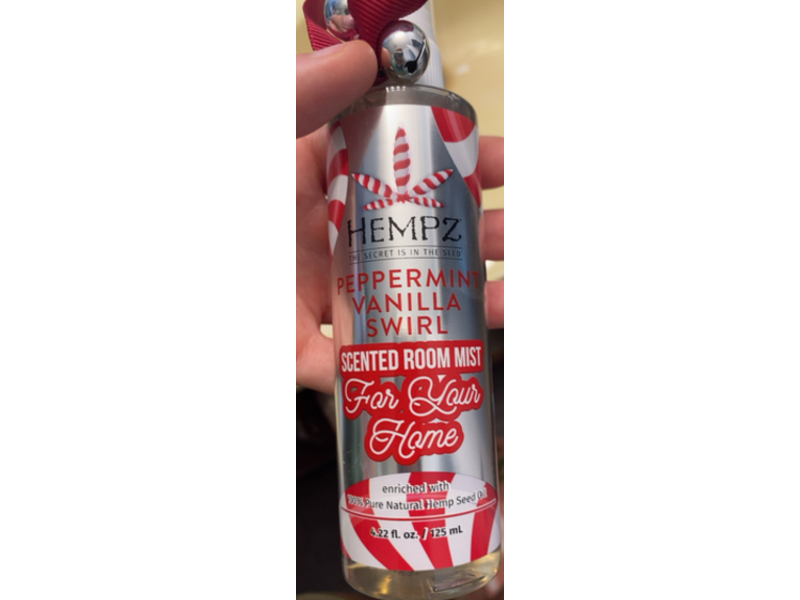 HEMPZ
THE SECRET IS IN THE SEED
PEPPERMINT
VANILLA
SWIRL
SCENTED ROOM MIST
For Your
Home
enriched with
100% Pure Natural Hemp Seed Oil
4.22 fl. oz. / 125 mL